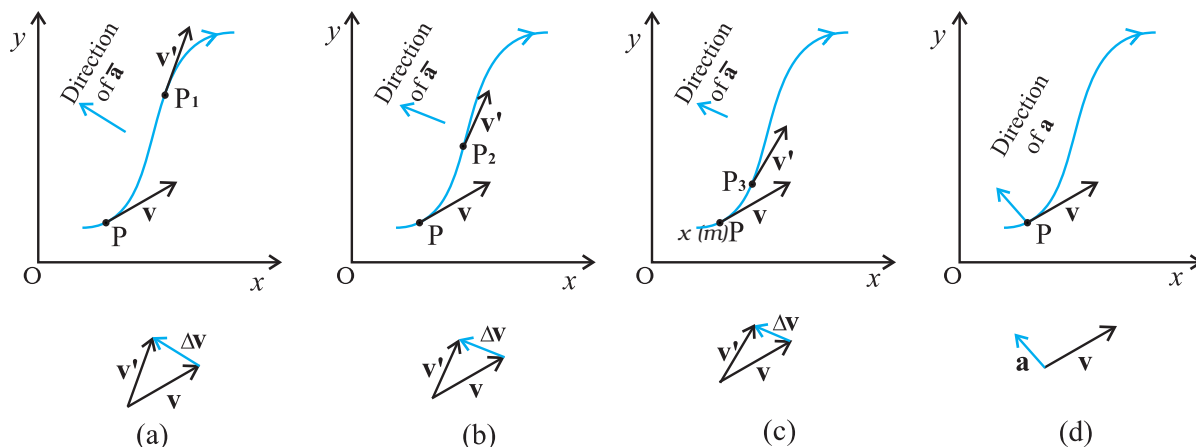 y
Direction
of a̅
v'
P1
v
P
O
x
Δv
v'
v
(a)
y
Direction
of a̅
v'
P2
v
P
O
x
Δv
v'
v
(b)
y
Direction
of a̅
v'
P3
v
x (m)P
O
x
Δv
v'
v
(c)
y
Direction
of a
v
P
O
x
a
v
(d)